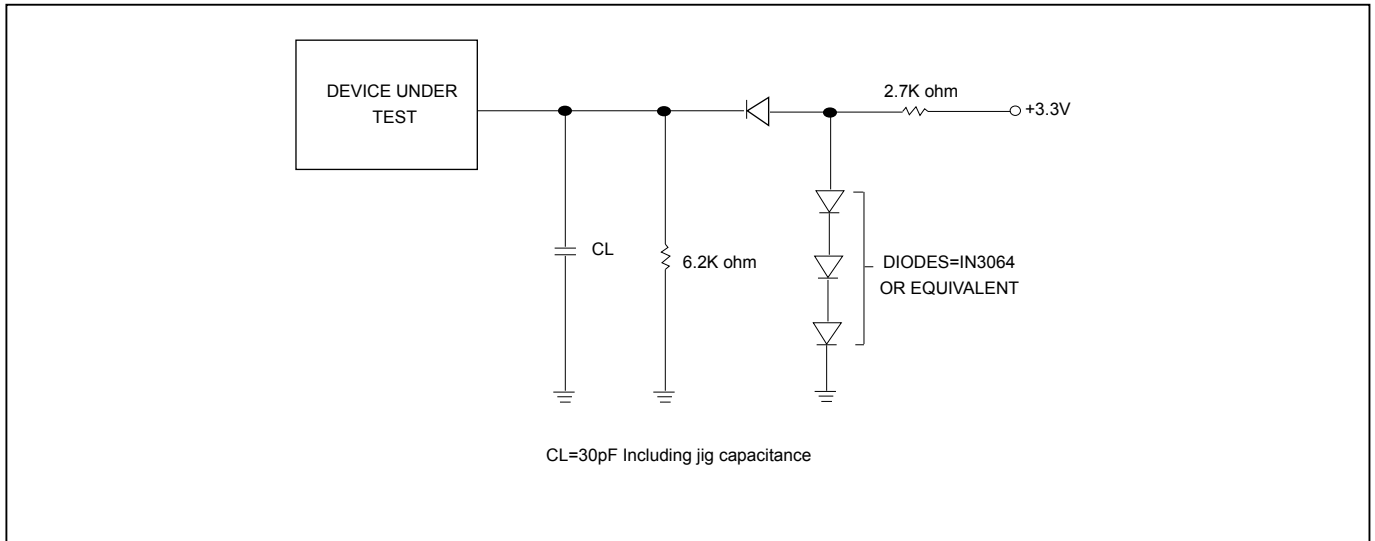 DEVICE UNDER
TEST
2.7K ohm
+3.3V
CL
6.2K ohm
DIODES=IN3064
OR EQUIVALENT
CL=30pF Including jig capacitance